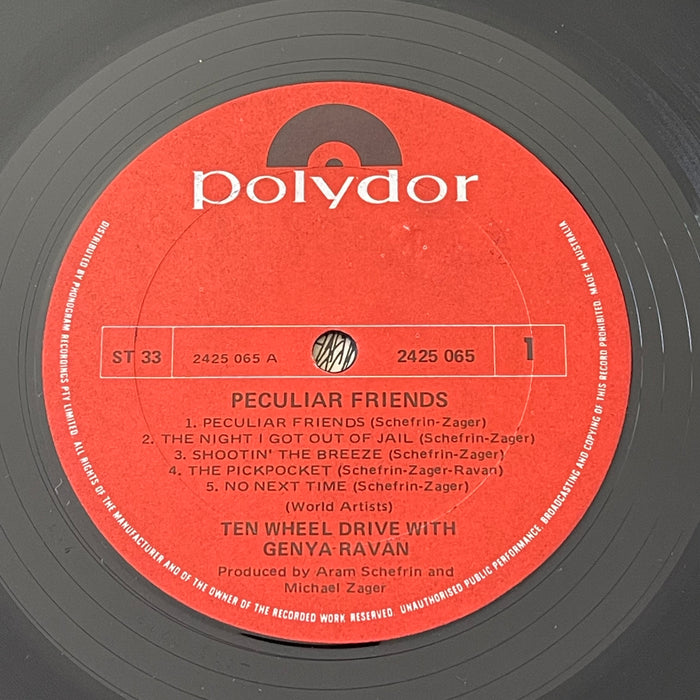 polydor
ST 33
2425 065 A
2425 065
1
PECULIAR FRIENDS
1. PECULIAR FRIENDS (Schefrin-Zager)
2. THE NIGHT I GOT OUT OF JAIL (Schefrin-Zager)
3. SHOOTIN' THE BREEZE (Schefrin-Zager)
4. THE PICKPOCKET (Schefrin-Zager-Ravan)
5. NO NEXT TIME (Schefrin-Zager)
(World Artists)
TEN WHEEL DRIVE WITH
GENYA-RAVAN
Produced by Aram Schefrin and
Michael Zager
DISTRIBUTED BY PHONOGRAM RECORDINGS PTY LIMITED. ALL RIGHTS OF THE MANUFACTURER AND OF THE OWNER OF THE RECORDED WORK RESERVED. UNAUTHORISED PUBLIC PERFORMANCE, BROADCASTING AND COPYING OF THIS RECORD PROHIBITED. MADE IN AUSTRALIA